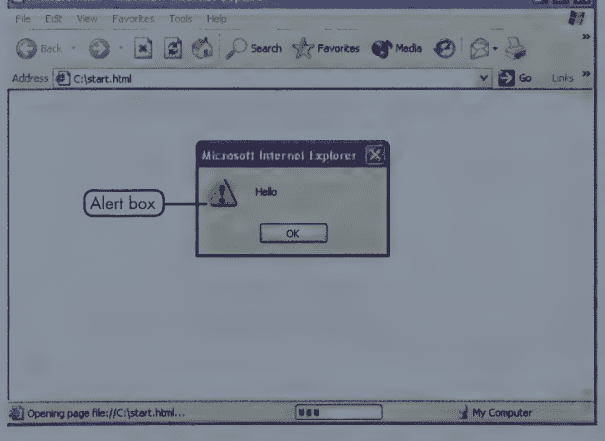 File Edit View Favorites Tools Help
Back Search Favorites Media
»
Address C:\start.html Go Links »
Microsoft Internet Explorer
Hello
Alert box
OK
Opening page file://C:\start.html...
My Computer